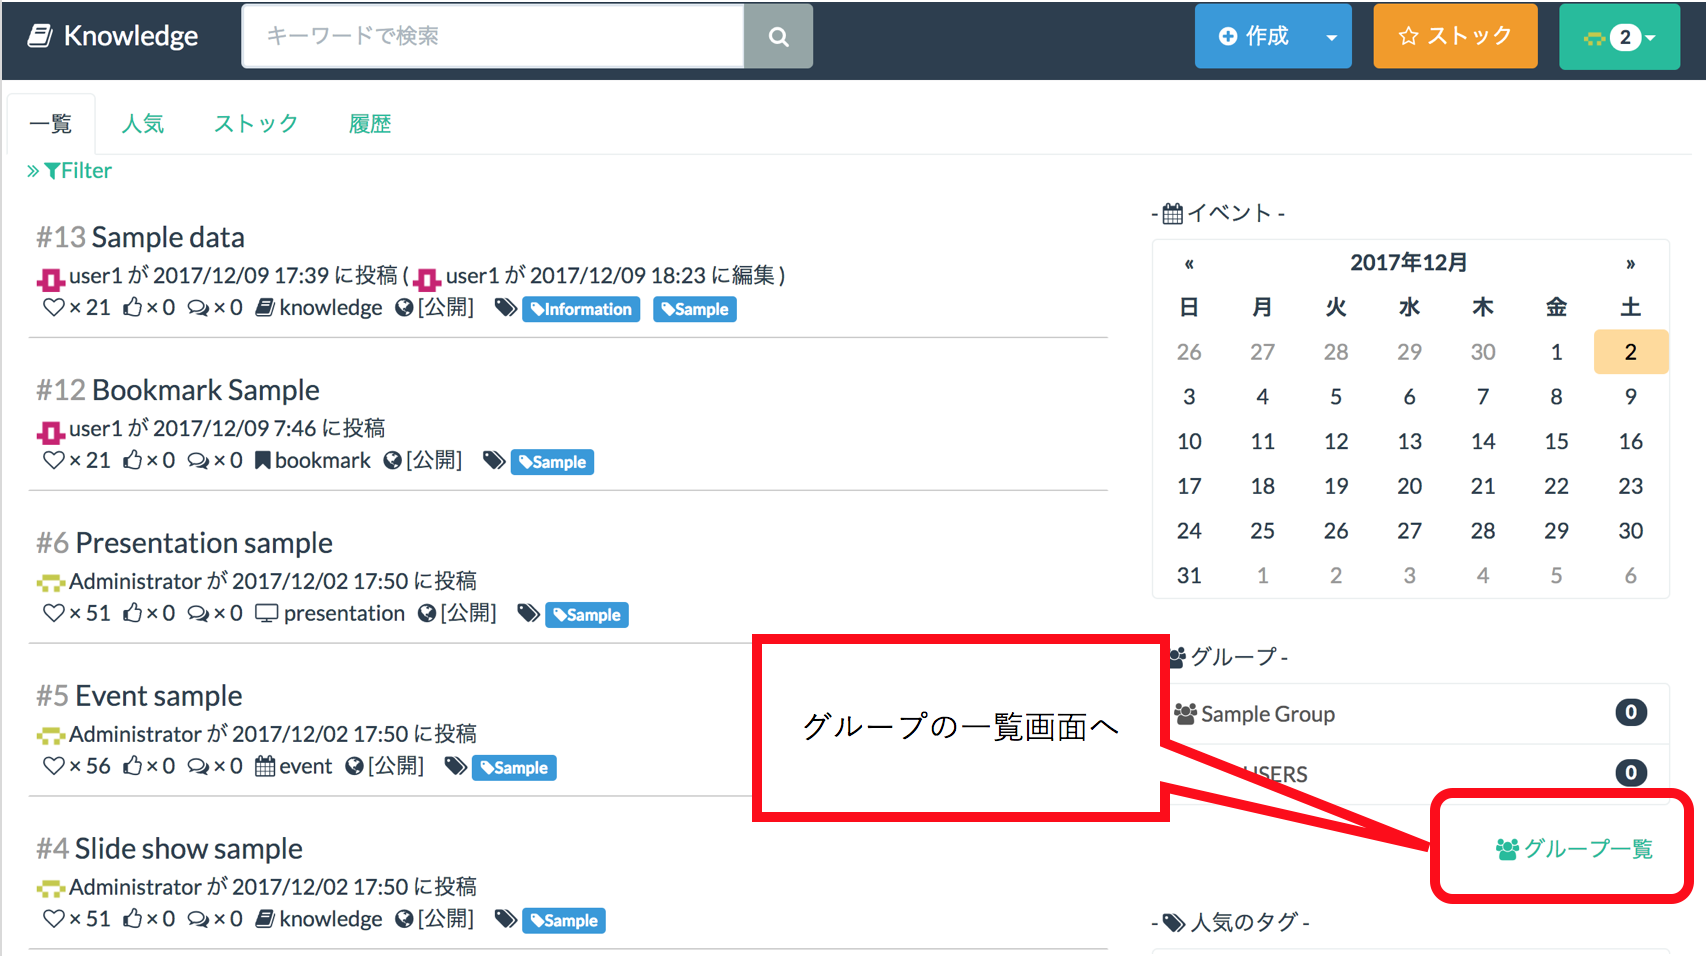 Knowledge
キーワードで検索
作成
ストック
2
一覧
人気
ストック
履歴
» Filter
#13 Sample data
user1 が 2017/12/09 17:39 に投稿 ( user1 が 2017/12/09 18:23 に編集 )
× 21 × 0 × 0 knowledge [公開] Information Sample
#12 Bookmark Sample
user1 が 2017/12/09 7:46 に投稿
× 21 × 0 × 0 bookmark [公開] Sample
#6 Presentation sample
Administrator が 2017/12/02 17:50 に投稿
× 51 × 0 × 0 presentation [公開] Sample
#5 Event sample
Administrator が 2017/12/02 17:50 に投稿
× 56 × 0 × 0 event [公開] Sample
#4 Slide show sample
Administrator が 2017/12/02 17:50 に投稿
× 51 × 0 × 0 knowledge [公開] Sample
- イベント -
« 2017年12月 »
日 月 火 水 木 金 土
26 27 28 29 30 1 2
3 4 5 6 7 8 9
10 11 12 13 14 15 16
17 18 19 20 21 22 23
24 25 26 27 28 29 30
31 1 2 3 4 5 6
グループ -
Sample Group 0
USERS 0
グループ一覧
グループの一覧画面へ
- 人気のタグ -